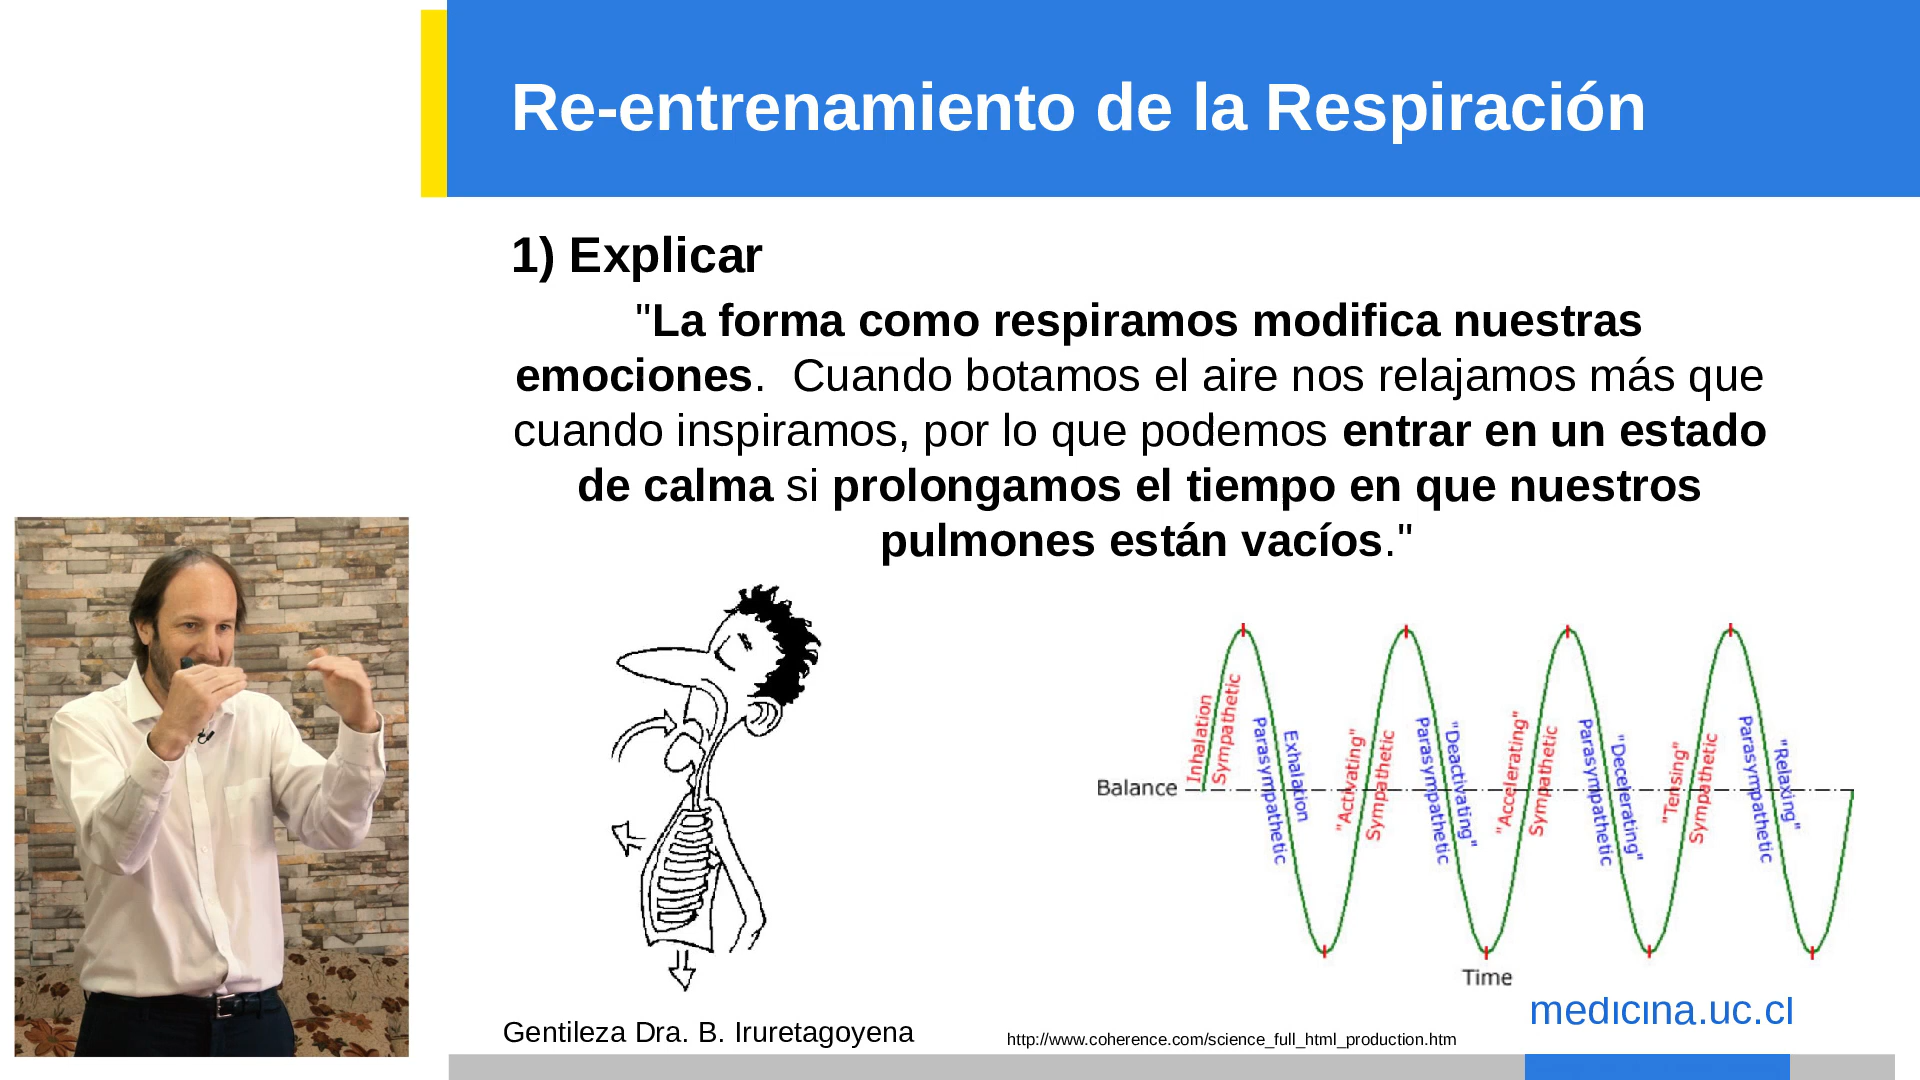 Re-entrenamiento de la Respiración
1) Explicar
"La forma como respiramos modifica nuestras
emociones.  Cuando botamos el aire nos relajamos más que
cuando inspiramos, por lo que podemos entrar en un estado
de calma si prolongamos el tiempo en que nuestros
pulmones están vacíos."
Inhalation
Sympathetic
Exhalation
Parasympathetic
"Activating"
Sympathetic
"Deactivating"
Parasympathetic
"Accelerating"
Sympathetic
"Decelerating"
Parasympathetic
"Tensing"
Sympathetic
"Relaxing"
Parasympathetic
Balance
Time
medicina.uc.cl
Gentileza Dra. B. Iruretagoyena
http://www.coherence.com/science_full_html_production.htm